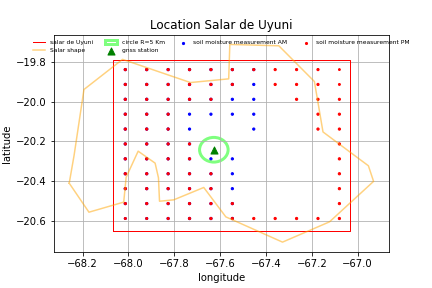 Location Salar de Uyuni
salar de Uyuni circle R=5 Km soil moisture measurement AM soil moisture measurement PM
Salar shape gnss station
−19.8
−20.0
−20.2
−20.4
−20.6
latitude
−68.2 −68.0 −67.8 −67.6 −67.4 −67.2 −67.0
longitude